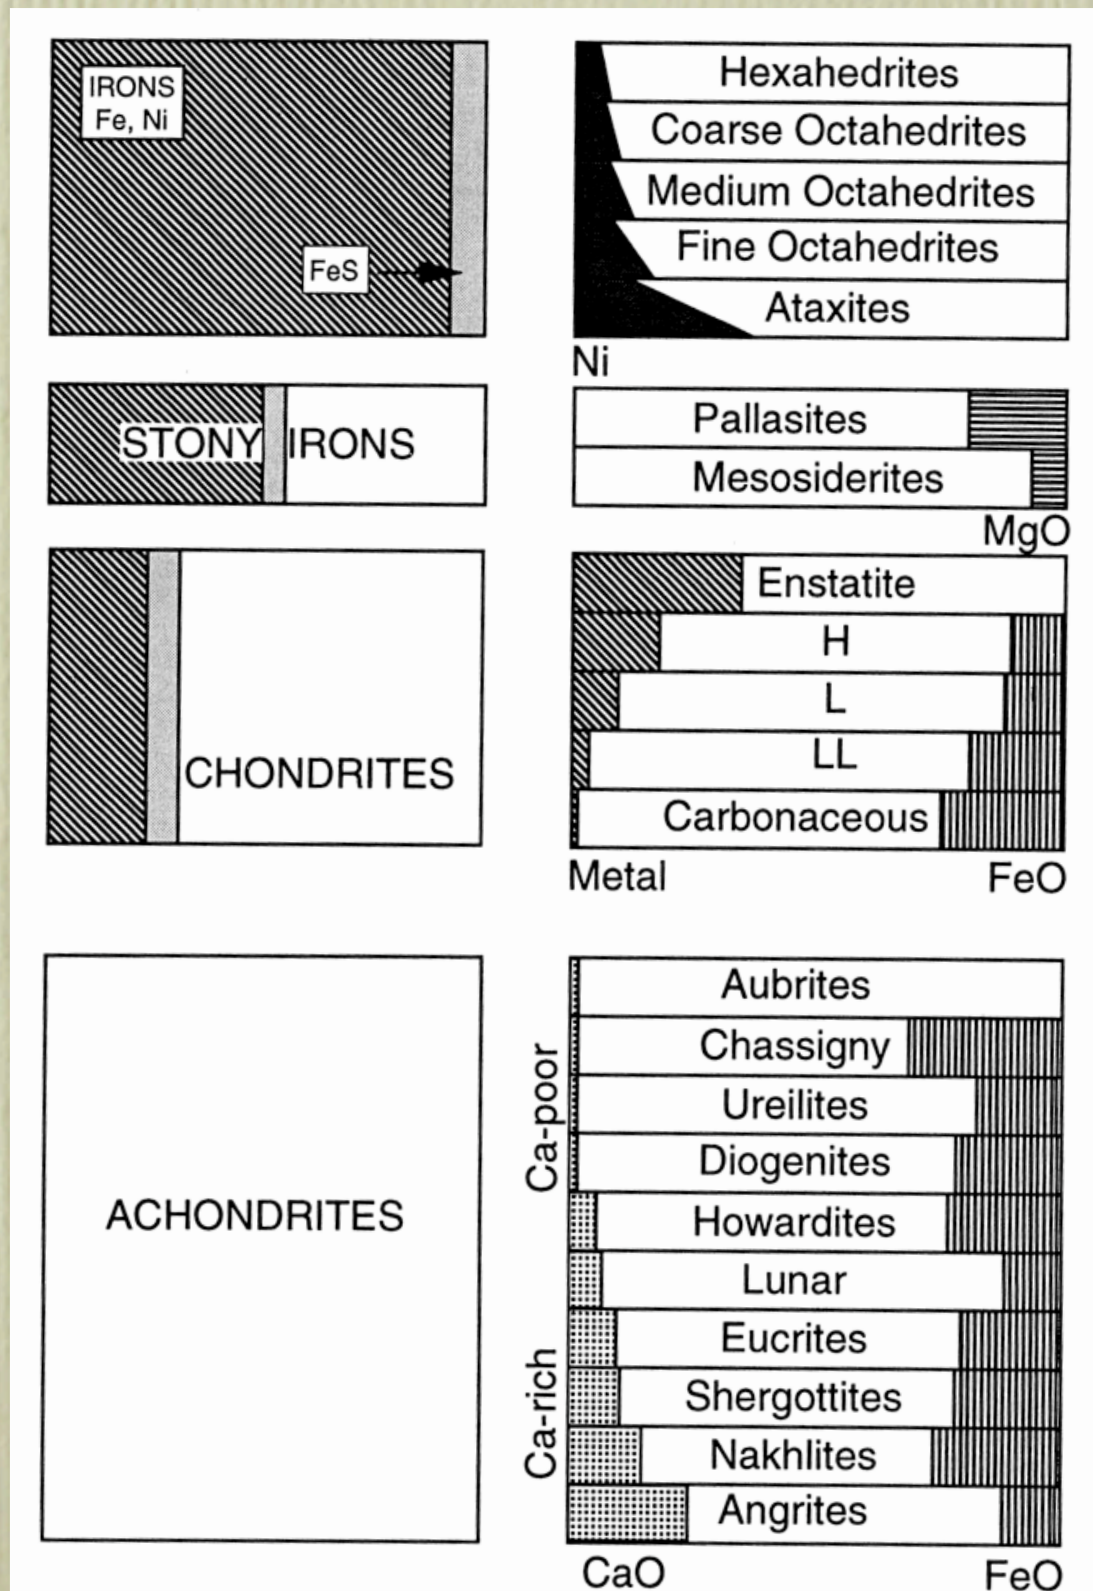 IRONS
Fe, Ni
FeS
Hexahedrites
Coarse Octahedrites
Medium Octahedrites
Fine Octahedrites
Ataxites
Ni
STONY IRONS
Pallasites
Mesosiderites
MgO
CHONDRITES
Enstatite
H
L
LL
Carbonaceous
Metal
FeO
ACHONDRITES
Ca-poor
Ca-rich
Aubrites
Chassigny
Ureilites
Diogenites
Howardites
Lunar
Eucrites
Shergottites
Nakhlites
Angrites
CaO
FeO